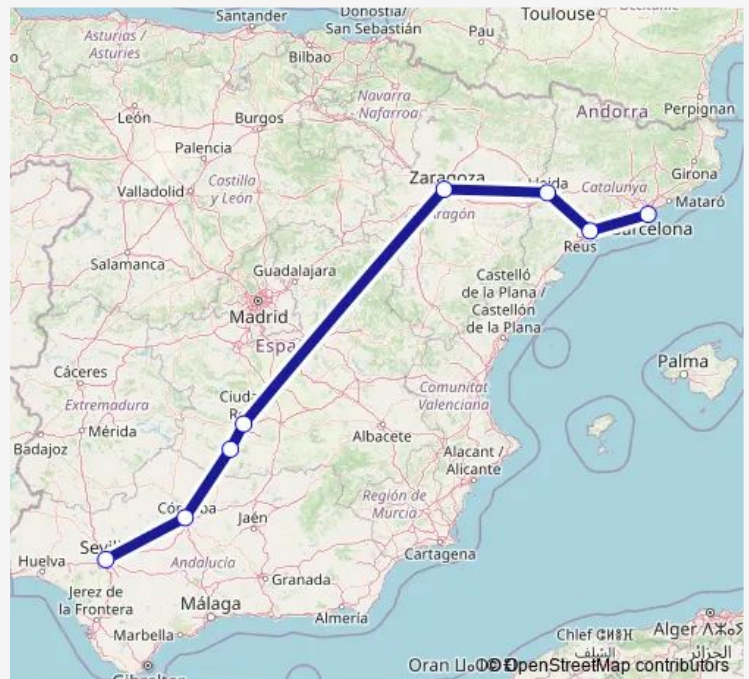 Santander
Donostia/
San Sebastián
Toulouse
Asturias /
Asturies
Bilbao
Pau
Navarra
- Nafarroa
Andorra
Perpignan
León
Burgos
Palencia
Girona
Valladolid
Castilla
y León
Zaragoza
Catalunya
Mataró
Reus
Barcelona
Salamanca
Guadalajara
Castelló
de la Plana /
Castellón
de la Plana
Madrid
Cáceres
Palma
Extremadura
Comunitat
Valenciana
Mérida
Badajoz
Albacete
Alacant /
Alicante
Región de
Murcia
Jaén
Cartagena
Huelva
Andalucía
Granada
Jerez de
la Frontera
Málaga
Almería
Marbella
Chlef
الشلف
Alger
الجزائر
Oran
OpenStreetMap contributors